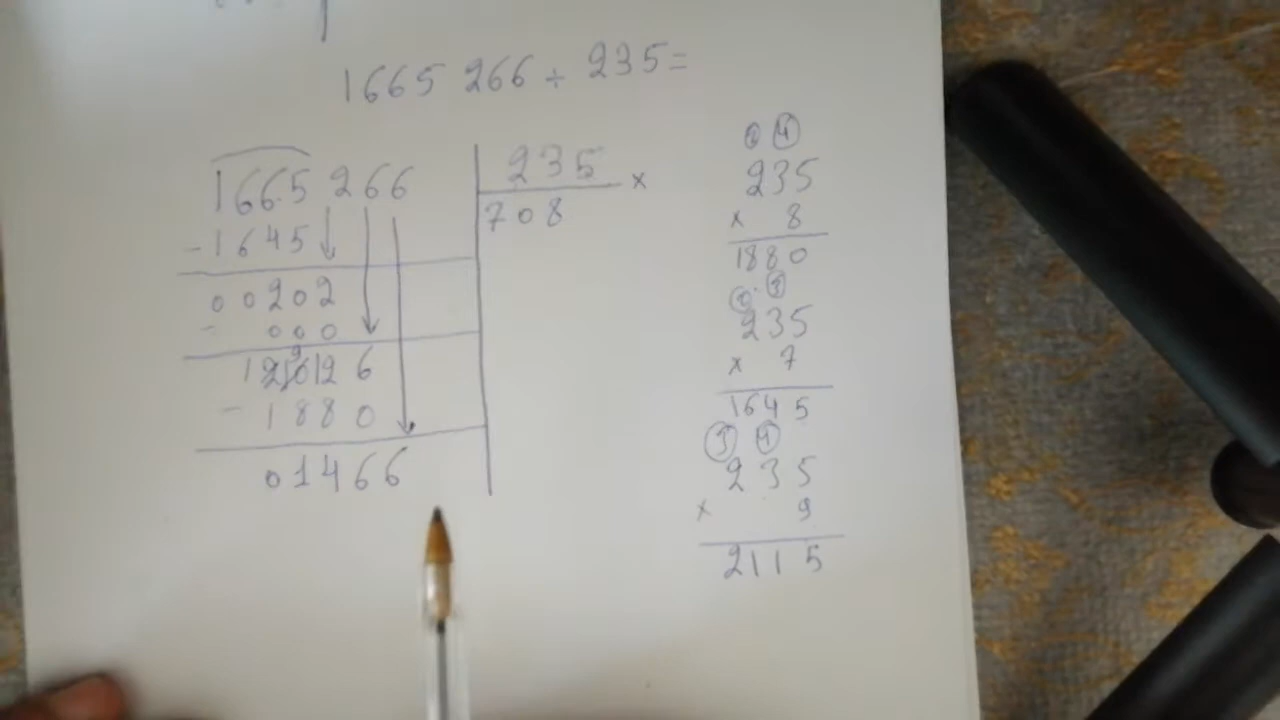 1665 266 ÷ 235 =
1665 266 | 235 x
708
- 1645
00202
- 000
2026
- 1880
01466
4
235
x 8
1880
235
x 7
1645
235
x 9
2115